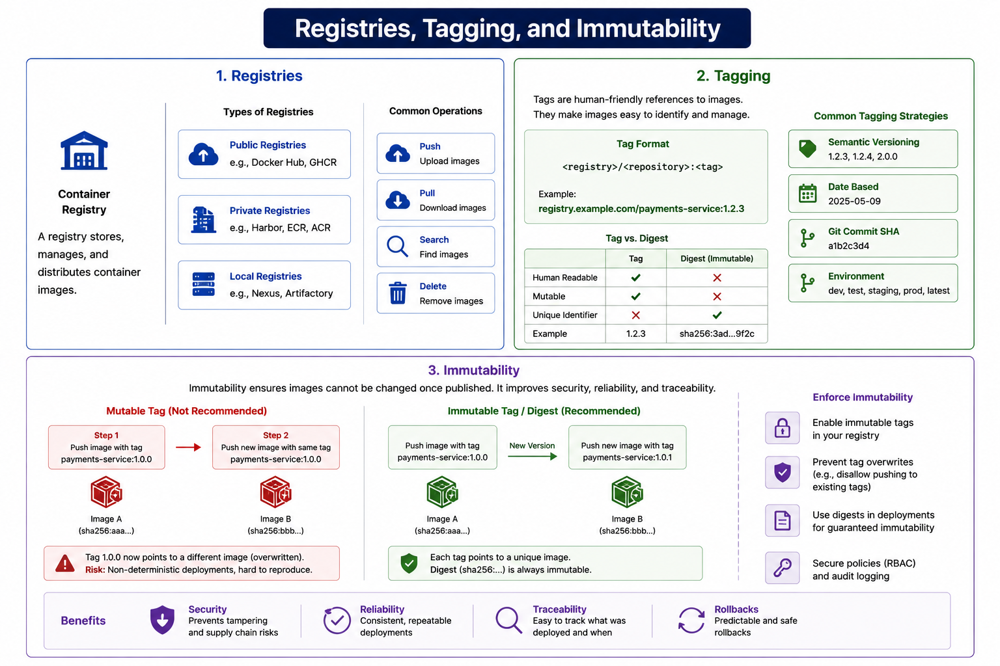 Registries, Tagging, and Immutability
1. Registries
Container
Registry
A registry stores,
manages, and
distributes container
images.
Types of Registries
Public Registries
e.g., Docker Hub, GHCR
Private Registries
e.g., Harbor, ECR, ACR
Local Registries
e.g., Nexus, Artifactory
Common Operations
Push
Upload images
Pull
Download images
Search
Find images
Delete
Remove images
2. Tagging
Tags are human-friendly references to images.
They make images easy to identify and manage.
Tag Format
<registry>/<repository>:<tag>
Example:
registry.example.com/payments-service:1.2.3
Tag vs. Digest
Tag Digest (Immutable)
Human Readable ✓ ✗
Mutable ✓ ✗
Unique Identifier ✗ ✓
Example 1.2.3 sha256:3ad...9f2c
Common Tagging Strategies
Semantic Versioning
1.2.3, 1.2.4, 2.0.0
Date Based
2025-05-09
Git Commit SHA
a1b2c3d4
Environment
dev, test, staging, prod, latest
3. Immutability
Immutability ensures images cannot be changed once published. It improves security, reliability, and traceability.
Mutable Tag (Not Recommended)
Step 1
Push image with tag
payments-service:1.0.0
Step 2
Push new image with same tag
payments-service:1.0.0
Image A
(sha256:aaa...)
Image B
(sha256:bbb...)
Tag 1.0.0 now points to a different image (overwritten).
Risk: Non-deterministic deployments, hard to reproduce.
Immutable Tag / Digest (Recommended)
Push image with tag
payments-service:1.0.0
New Version
Push new image with tag
payments-service:1.0.1
Image A
(sha256:aaa...)
Image B
(sha256:bbb...)
Each tag points to a unique image.
Digest (sha256:...) is always immutable.
Enforce Immutability
Enable immutable tags
in your registry
Prevent tag overwrites
(e.g., disallow pushing to
existing tags)
Use digests in deployments
for guaranteed immutability
Secure policies (RBAC)
and audit logging
Benefits
Security
Prevents tampering
and supply chain risks
Reliability
Consistent, repeatable
deployments
Traceability
Easy to track what was
deployed and when
Rollbacks
Predictable and safe
rollbacks